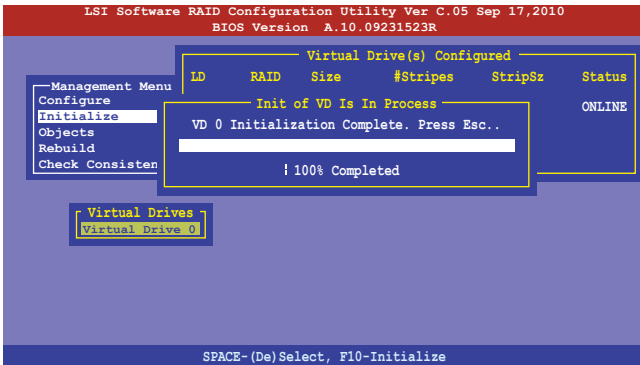 LSI Software RAID Configuration Utility Ver C.05 Sep 17,2010
BIOS Version A.10.09231523R
Virtual Drive(s) Configured
LD RAID Size #Stripes StripSz Status
ONLINE
Management Menu
Configure
Initialize
Objects
Rebuild
Check Consisten
Init of VD Is In Process
VD 0 Initialization Complete. Press Esc..
100% Completed
Virtual Drives
Virtual Drive 0
SPACE-(De)Select, F10-Initialize